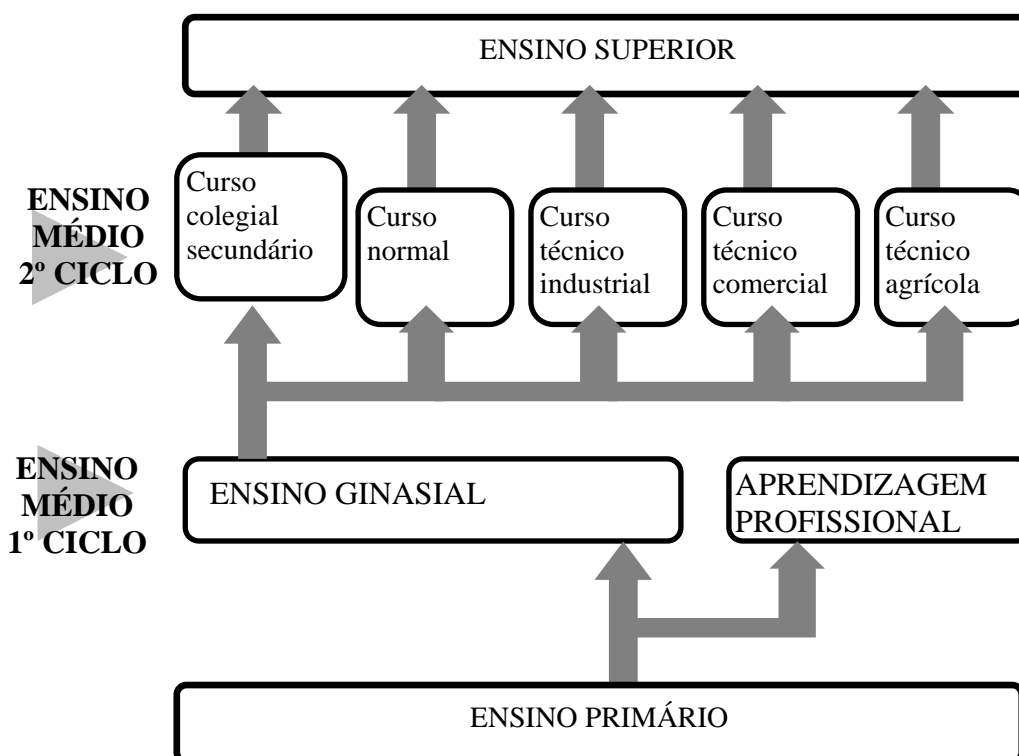 ENSINO SUPERIOR
ENSINO
MÉDIO
2º CICLO
Curso
colegial
secundário
Curso
normal
Curso
técnico
industrial
Curso
técnico
comercial
Curso
técnico
agrícola
ENSINO
MÉDIO
1º CICLO
ENSINO GINASIAL
APRENDIZAGEM
PROFISSIONAL
ENSINO PRIMÁRIO